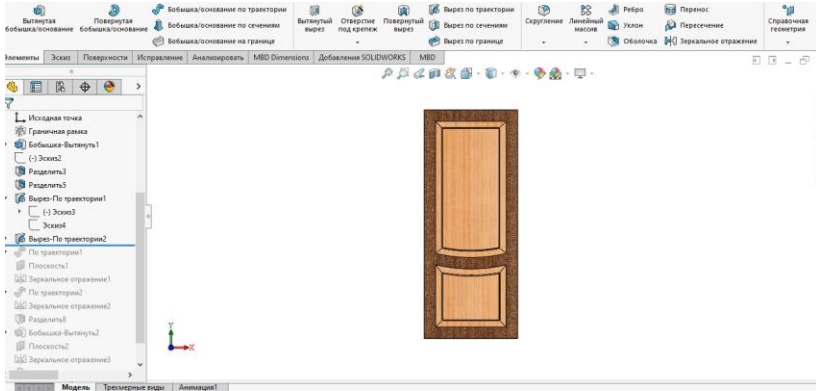 Вытянутая бобышка/основание
Повернутая бобышка/основание
Бобышка/основание по траектории
Бобышка/основание по сечениям
Бобышка/основание на границе
Вытянутый вырез
Отверстие под крепеж
Повернутый вырез
Вырез по траектории
Вырез по сечениям
Вырез по границе
Скругление
Линейный массив
Ребро
Уклон
Оболочка
Перенос
Пересечение
Зеркальное отражение
Справочная геометрия
Элементы
Эскиз
Поверхности
Исправление
Анализировать
MBD Dimensions
Добавления SOLIDWORKS
MBD
Исходная точка
Граничная рамка
Бобышка-Вытянуть1
(-) Эскиз2
Разделить3
Разделить5
Вырез-По траектории1
(-) Эскиз3
Эскиз4
Вырез-По траектории2
По траектории1
Плоскость1
Зеркальное отражение1
По траектории2
Зеркальное отражение2
Разделить8
Бобышка-Вытянуть2
Плоскость2
Зеркальное отражение3
Y
X
Модель
Трехмерные виды
Анимация1